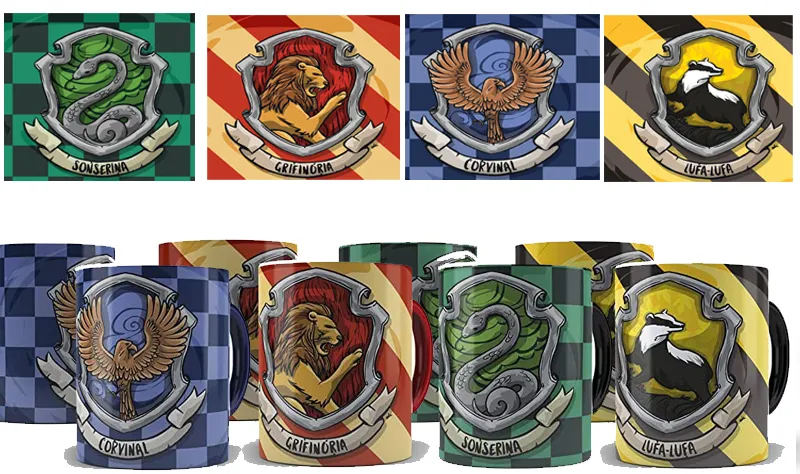 SONSERINA
GRIFINÓRIA
CORVINAL
LUFA-LUFA
CORVINAL
GRIFINÓRIA
SONSERINA
LUFA-LUFA